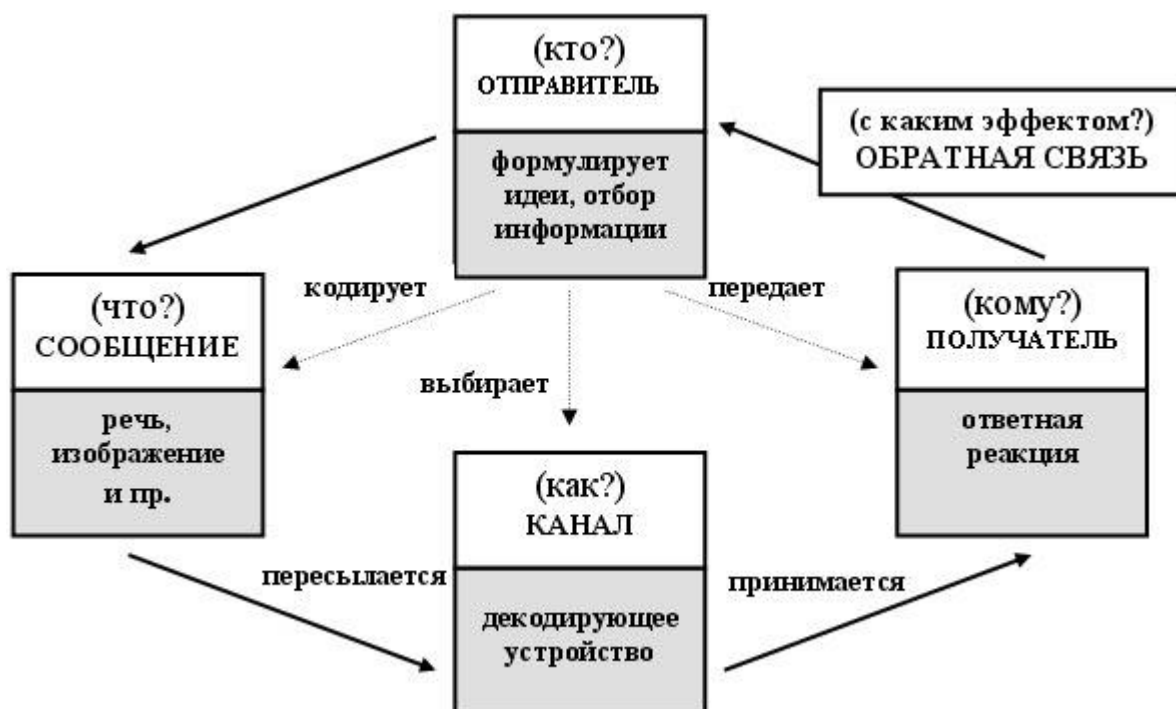 (кто?)
ОТПРАВИТЕЛЬ
формулирует
идеи, отбор
информации
(с каким эффектом?)
ОБРАТНАЯ СВЯЗЬ
кодирует
выбирает
передает
(что?)
СООБЩЕНИЕ
речь,
изображение
и пр.
(кому?)
ПОЛУЧАТЕЛЬ
ответная
реакция
пересылается
(как?)
КАНАЛ
декодирующее
устройство
принимается